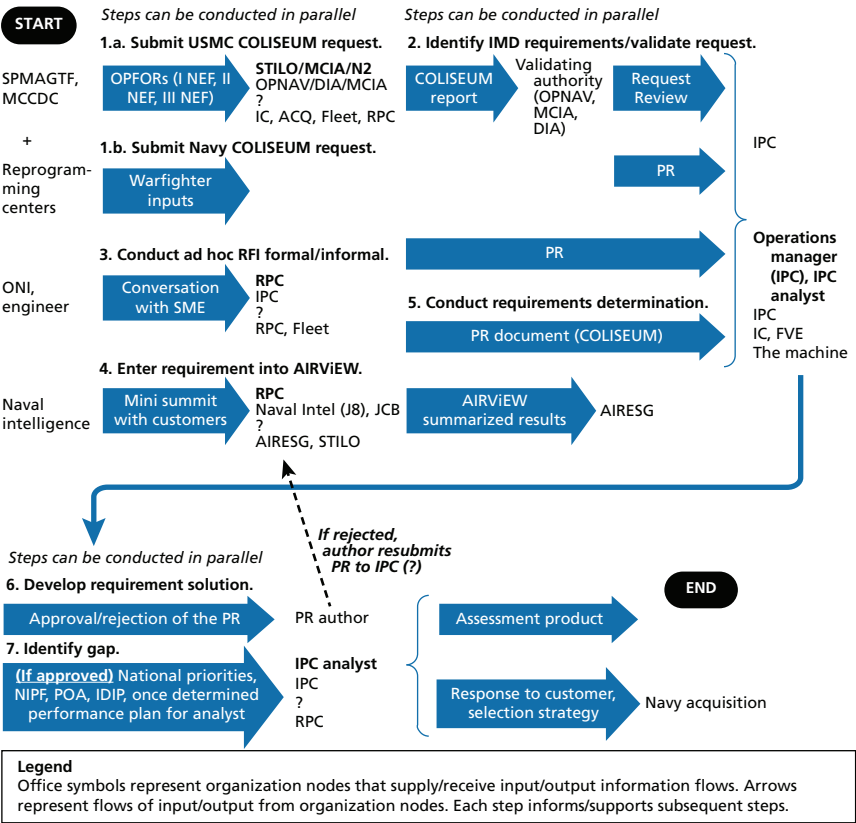 START
Steps can be conducted in parallel
Steps can be conducted in parallel
1.a. Submit USMC COLISEUM request.
2. Identify IMD requirements/validate request.
SPMAGTF,
MCCDC
OPFORs (I NEF, II
NEF, III NEF)
STILO/MCIA/N2
OPNAV/DIA/MCIA
?
IC, ACQ, Fleet, RPC
COLISEUM
report
Validating
authority
(OPNAV,
MCIA,
DIA)
Request
Review
+
1.b. Submit Navy COLISEUM request.
IPC
Reprogram-
ming
centers
Warfighter
inputs
PR
3. Conduct ad hoc RFI formal/informal.
PR
ONI,
engineer
Conversation
with SME
RPC
IPC
?
RPC, Fleet
5. Conduct requirements determination.
PR document (COLISEUM)
Operations
manager
(IPC), IPC
analyst
IPC
IC, FVE
The machine
4. Enter requirement into AIRViEW.
Naval
intelligence
Mini summit
with customers
RPC
Naval Intel (J8), JCB
?
AIRESG, STILO
AIRViEW
summarized results
AIRESG
If rejected,
author resubmits
PR to IPC (?)
Steps can be conducted in parallel
6. Develop requirement solution.
END
Approval/rejection of the PR
PR author
Assessment product
7. Identify gap.
(If approved) National priorities,
NIPF, POA, IDIP, once determined
performance plan for analyst
IPC analyst
IPC
?
RPC
Response to customer,
selection strategy
Navy acquisition
Legend
Office symbols represent organization nodes that supply/receive input/output information flows. Arrows
represent flows of input/output from organization nodes. Each step informs/supports subsequent steps.